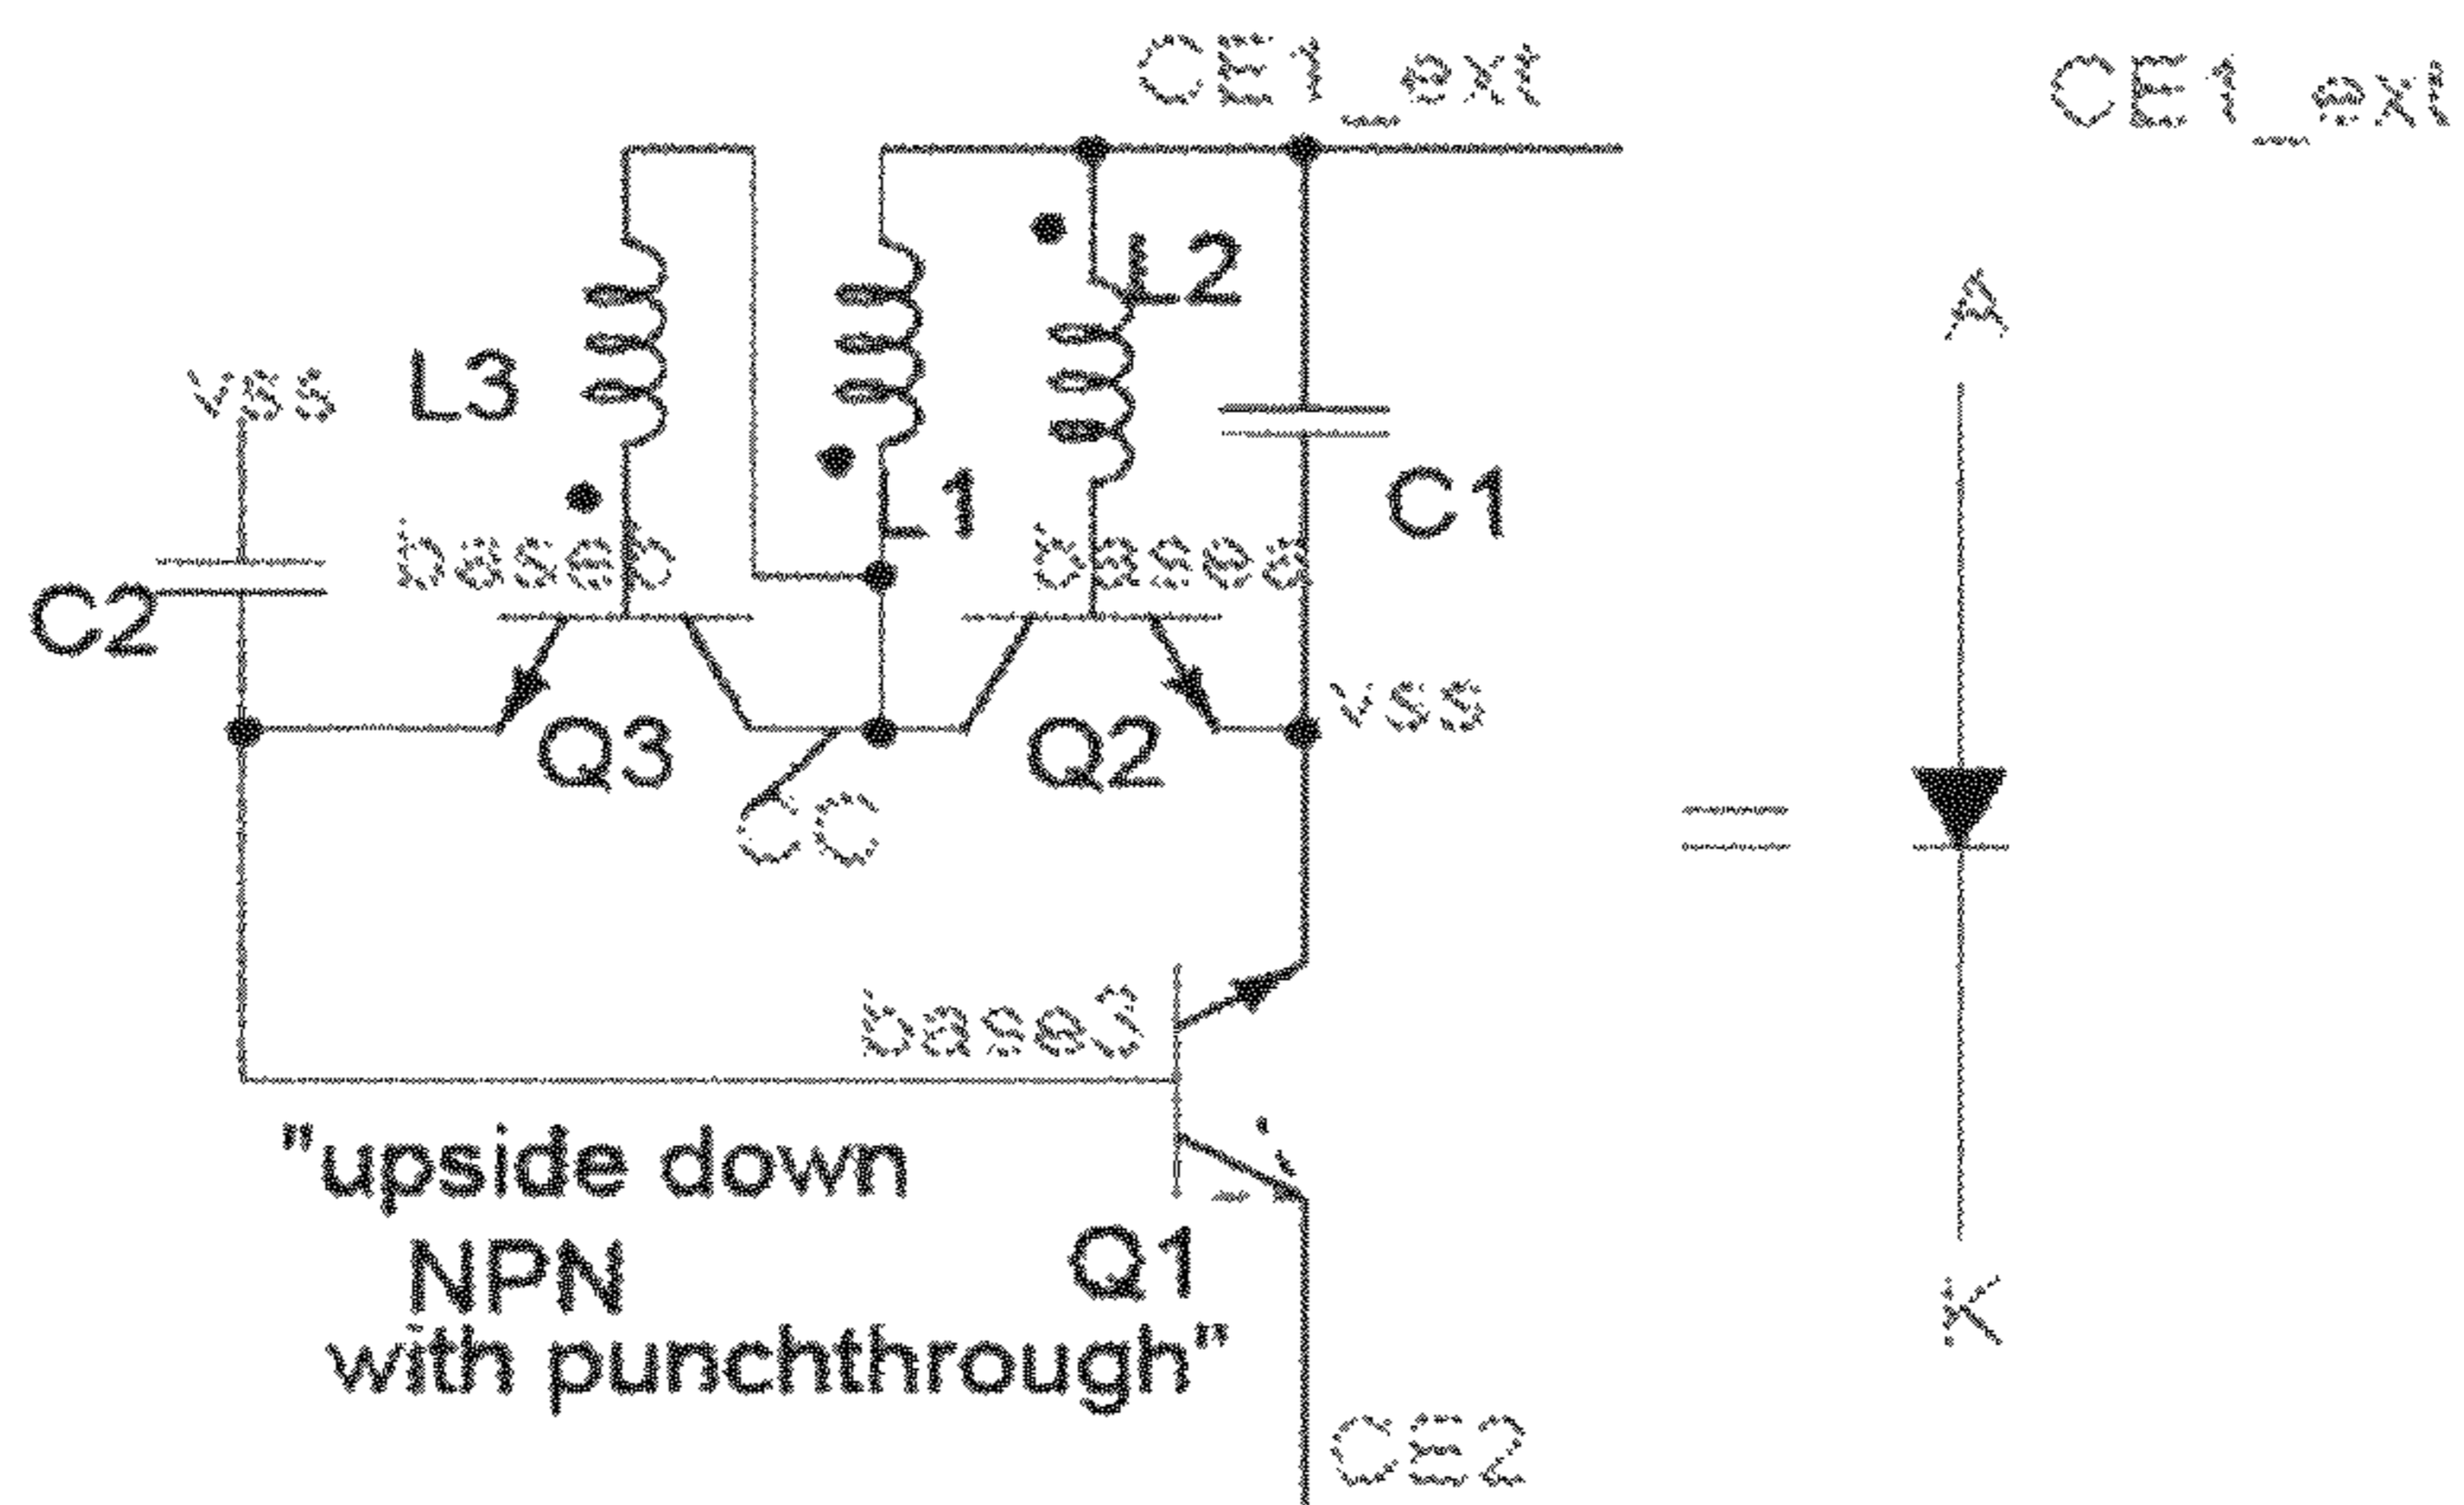 CE1_ext
CE1_ext
L2
A
L3
vss
C1
L1
baseb
basea
C2
vss
Q3
Q2
CC
base3
"upside down
NPN
with punchthrough"
Q1
K
CE2